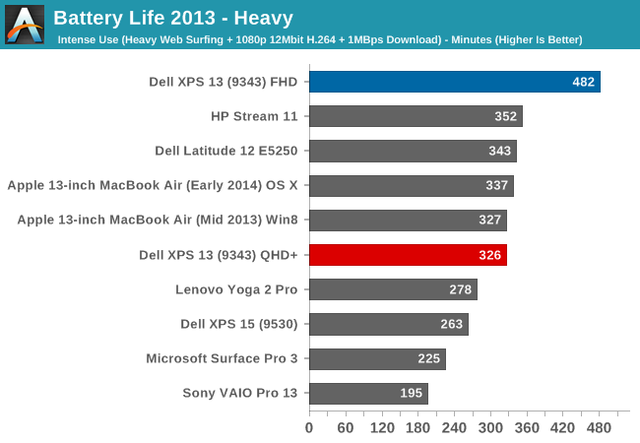 Battery Life 2013 - Heavy
Intense Use (Heavy Web Surfing + 1080p 12Mbit H.264 + 1MBps Download) - Minutes (Higher Is Better)
Dell XPS 13 (9343) FHD 482
HP Stream 11 352
Dell Latitude 12 E5250 343
Apple 13-inch MacBook Air (Early 2014) OS X 337
Apple 13-inch MacBook Air (Mid 2013) Win8 327
Dell XPS 13 (9343) QHD+ 326
Lenovo Yoga 2 Pro 278
Dell XPS 15 (9530) 263
Microsoft Surface Pro 3 225
Sony VAIO Pro 13 195
0 60 120 180 240 300 360 420 480